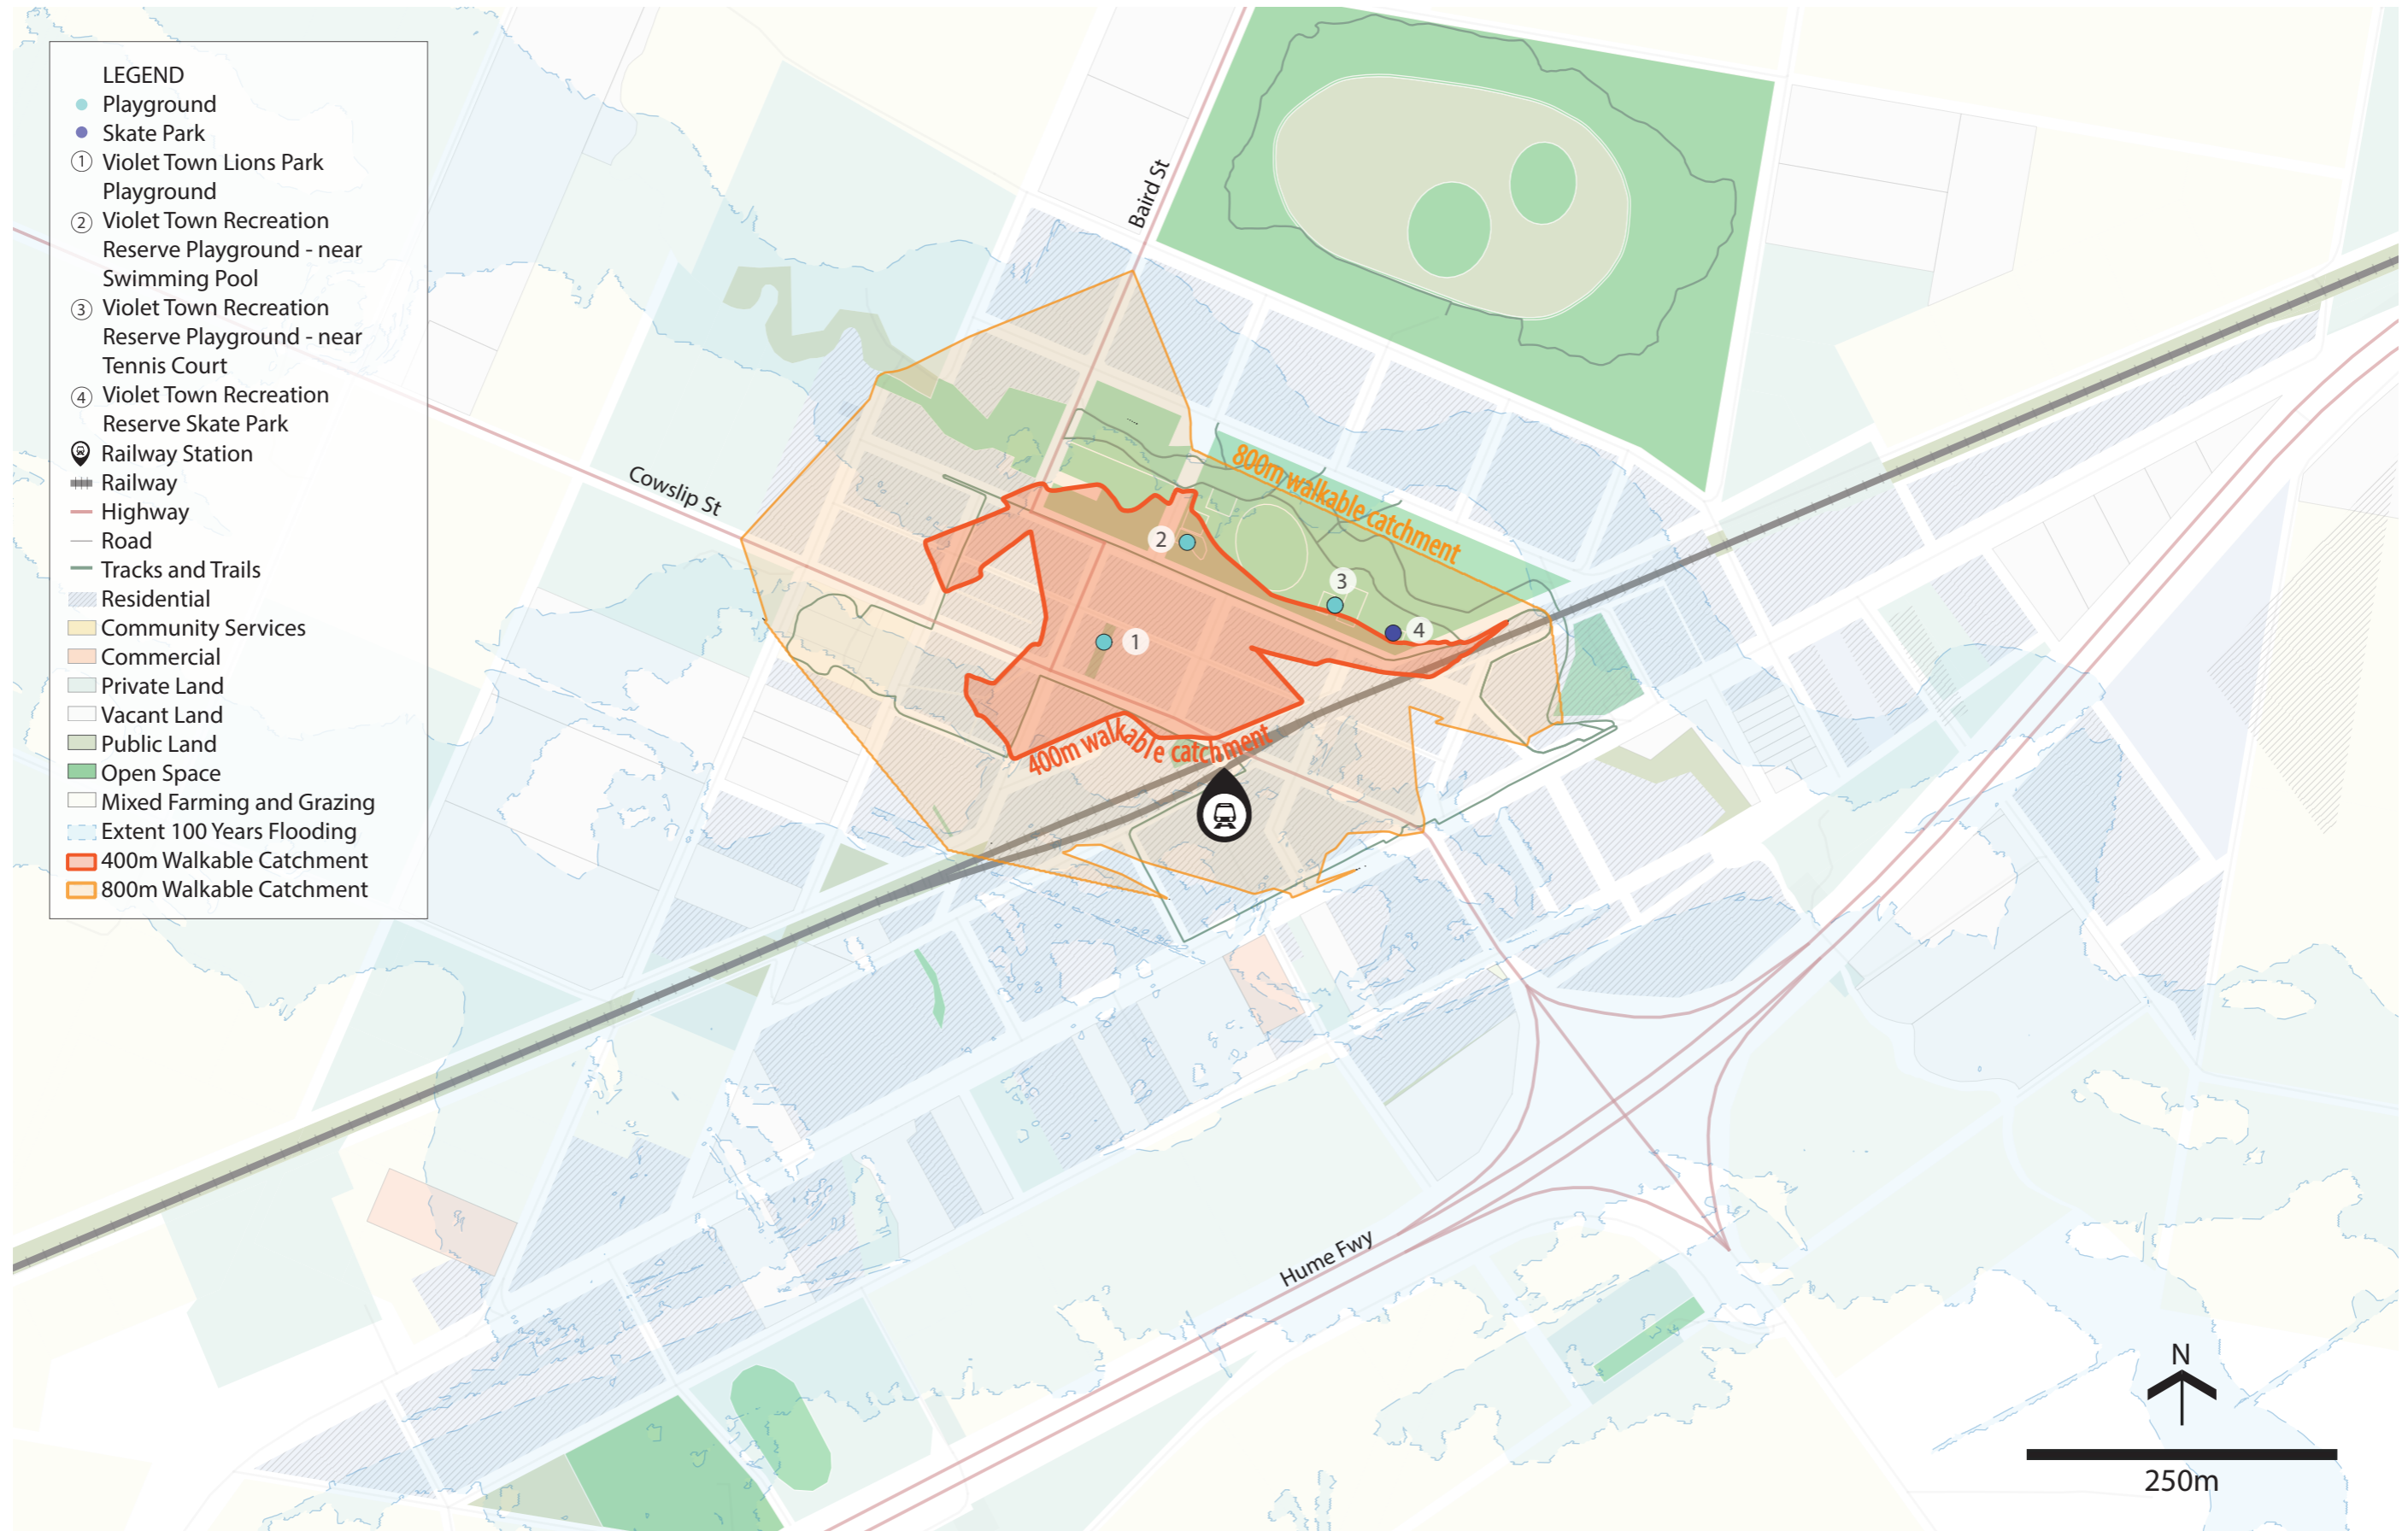 LEGEND
Playground
Skate Park
1 Violet Town Lions Park
Playground
2 Violet Town Recreation
Reserve Playground - near
Swimming Pool
3 Violet Town Recreation
Reserve Playground - near
Tennis Court
4 Violet Town Recreation
Reserve Skate Park
Railway Station
Railway
Highway
Road
Tracks and Trails
Residential
Community Services
Commercial
Private Land
Vacant Land
Public Land
Open Space
Mixed Farming and Grazing
Extent 100 Years Flooding
400m Walkable Catchment
800m Walkable Catchment
Baird St
Cowslip St
800m walkable catchment
2
3
4
1
400m walkable catchment
Hume Fwy
N
250m